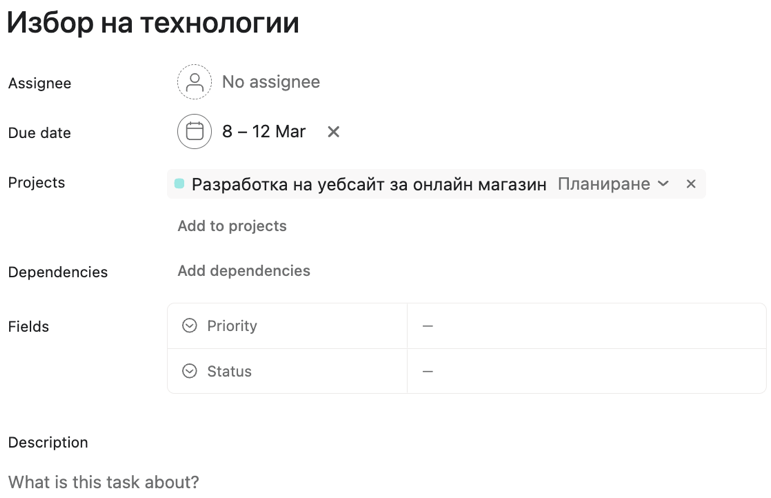 Избор на технологии
Assignee No assignee
Due date 8 – 12 Mar
Projects Разработка на уебсайт за онлайн магазин Планиране
Add to projects
Dependencies Add dependencies
Fields Priority —
Status —
Description
What is this task about?